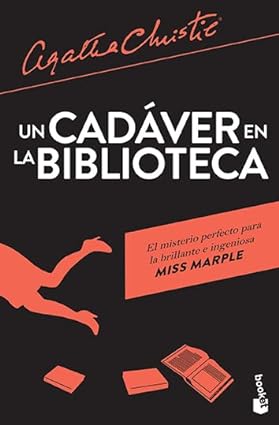 Agatha Christie
UN CADÁVER EN
LA BIBLIOTECA
El misterio perfecto para
la brillante e ingeniosa
MISS MARPLE
booket